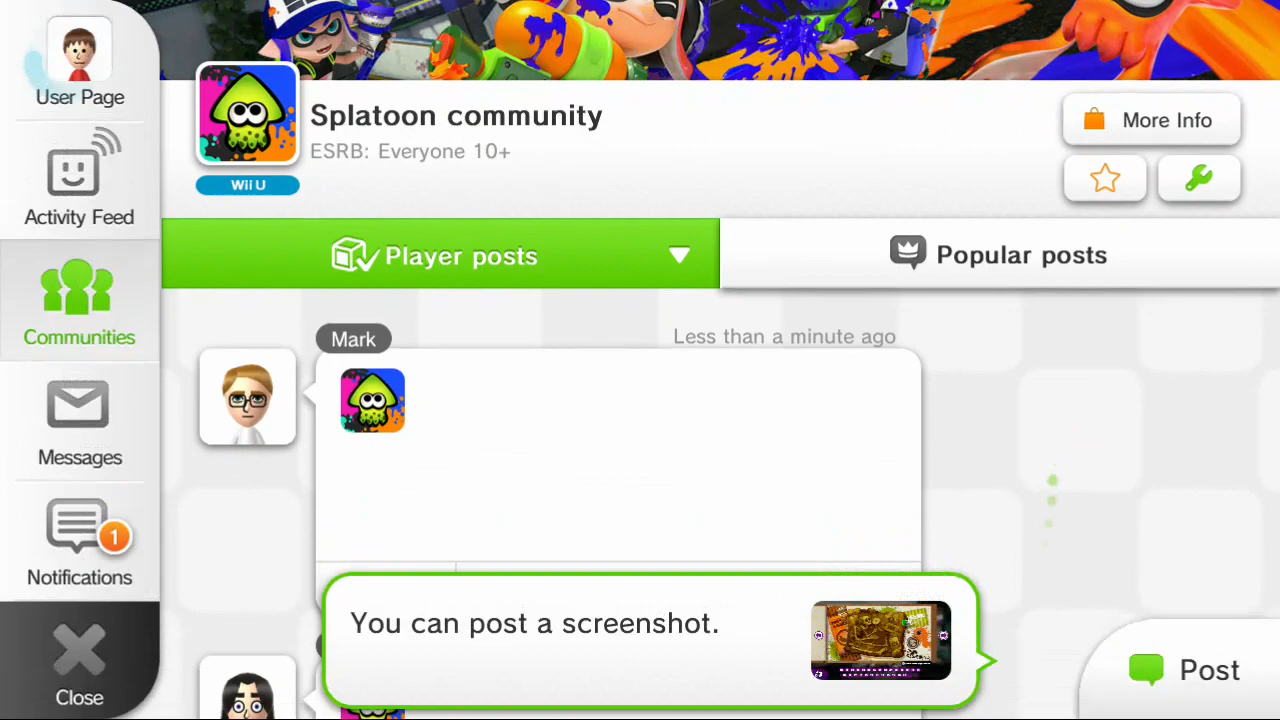 User Page
Activity Feed
Communities
Messages
Notifications
1
Close
Splatoon community
ESRB: Everyone 10+
Wii U
More Info
Player posts
Popular posts
Mark
Less than a minute ago
You can post a screenshot.
Post